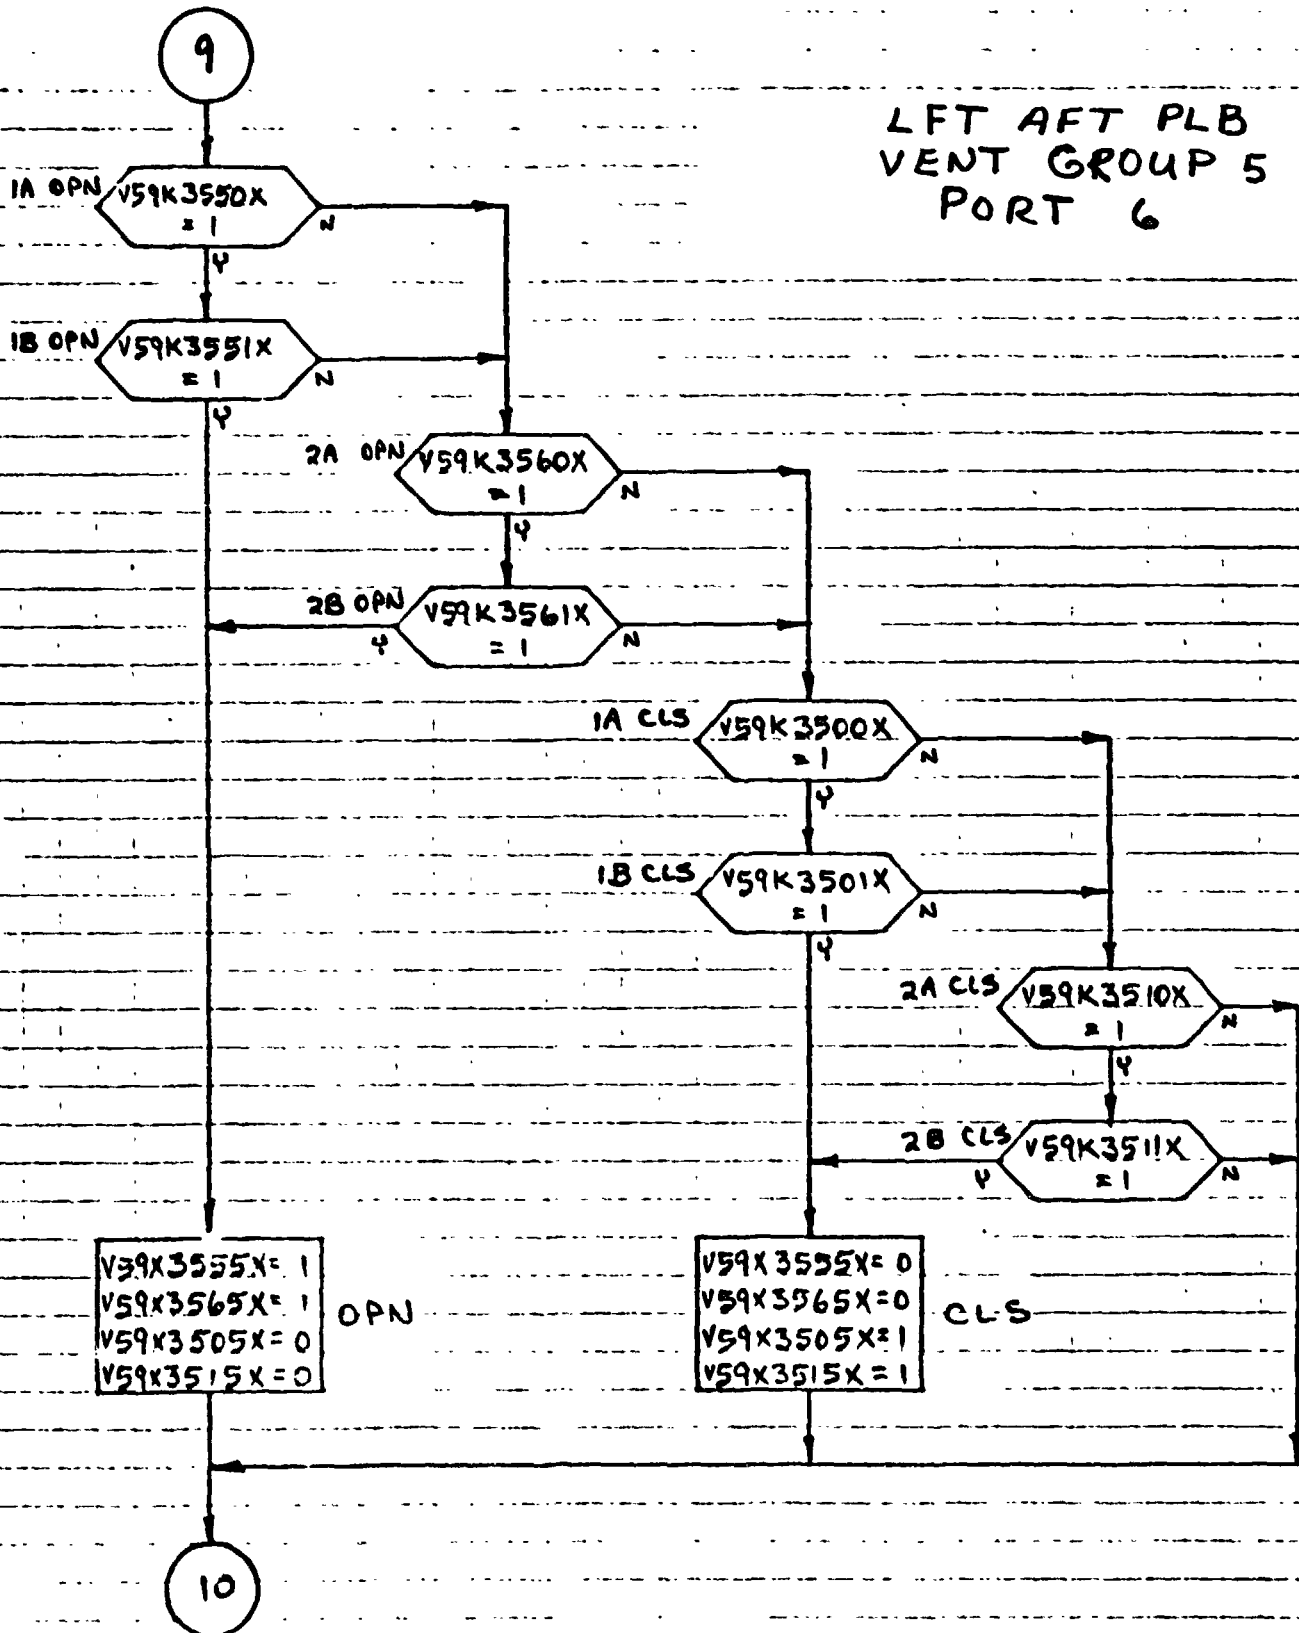 9
LFT AFT PLB
VENT GROUP 5
PORT 6
1A OPN
V59K3550X
= 1
N
Y
1B OPN
V59K3551X
= 1
N
Y
2A OPN
V59K3560X
= 1
N
Y
2B OPN
V59K3561X
= 1
N
Y
1A CLS
V59K3500X
= 1
N
Y
1B CLS
V59K3501X
= 1
N
Y
2A CLS
V59K3510X
= 1
N
Y
2B CLS
V59K3511X
= 1
N
Y
V59X3555X= 1
V59X3565X= 1
V59X3505X= 0
V59X3515X=0
OPN
V59X3555X=0
V59X3565X=0
V59X3505X=1
V59X3515X=1
CLS
10